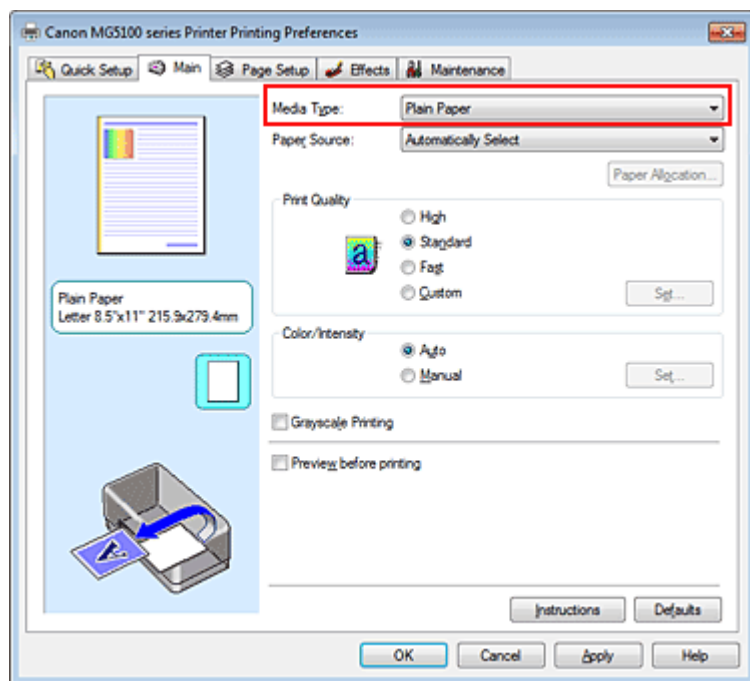 Canon MG5100 series Printer Printing Preferences
Quick Setup Main Page Setup Effects Maintenance
Media Type: Plain Paper
Paper Source: Automatically Select
Paper Allocation...
Print Quality
High
a Standard
Fast
Custom Set...
Plain Paper
Letter 8.5"x11" 215.9x279.4mm
Color/Intensity
Auto
Manual Set...
Grayscale Printing
Preview before printing
A
Instructions Defaults
OK Cancel Apply Help